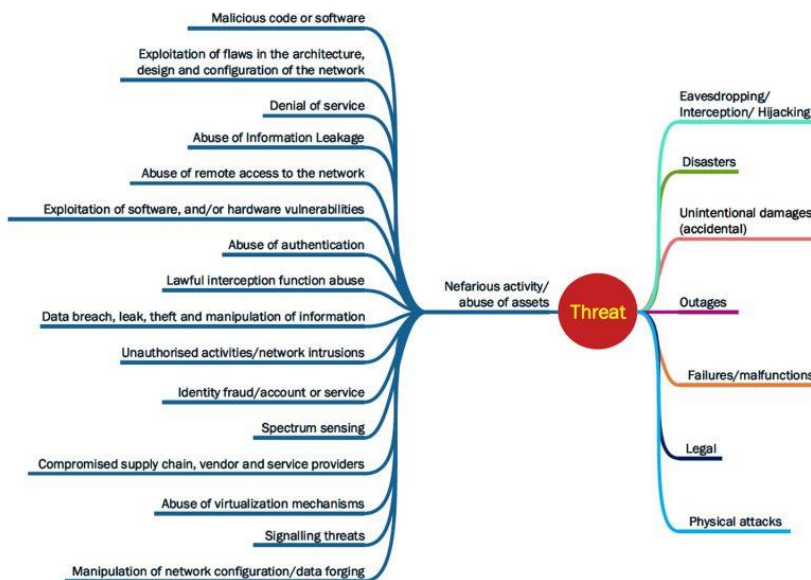 Malicious code or software
Exploitation of flaws in the architecture,
design and configuration of the network
Denial of service
Abuse of Information Leakage
Abuse of remote access to the network
Exploitation of software, and/or hardware vulnerabilities
Abuse of authentication
Lawful interception function abuse
Data breach, leak, theft and manipulation of information
Unauthorised activities/network intrusions
Identity fraud/account or service
Spectrum sensing
Compromised supply chain, vendor and service providers
Abuse of virtualization mechanisms
Signalling threats
Manipulation of network configuration/data forging
Nefarious activity/
abuse of assets
Threat
Eavesdropping/
Interception/ Hijacking
Disasters
Unintentional damages
(accidental)
Outages
Failures/malfunctions
Legal
Physical attacks